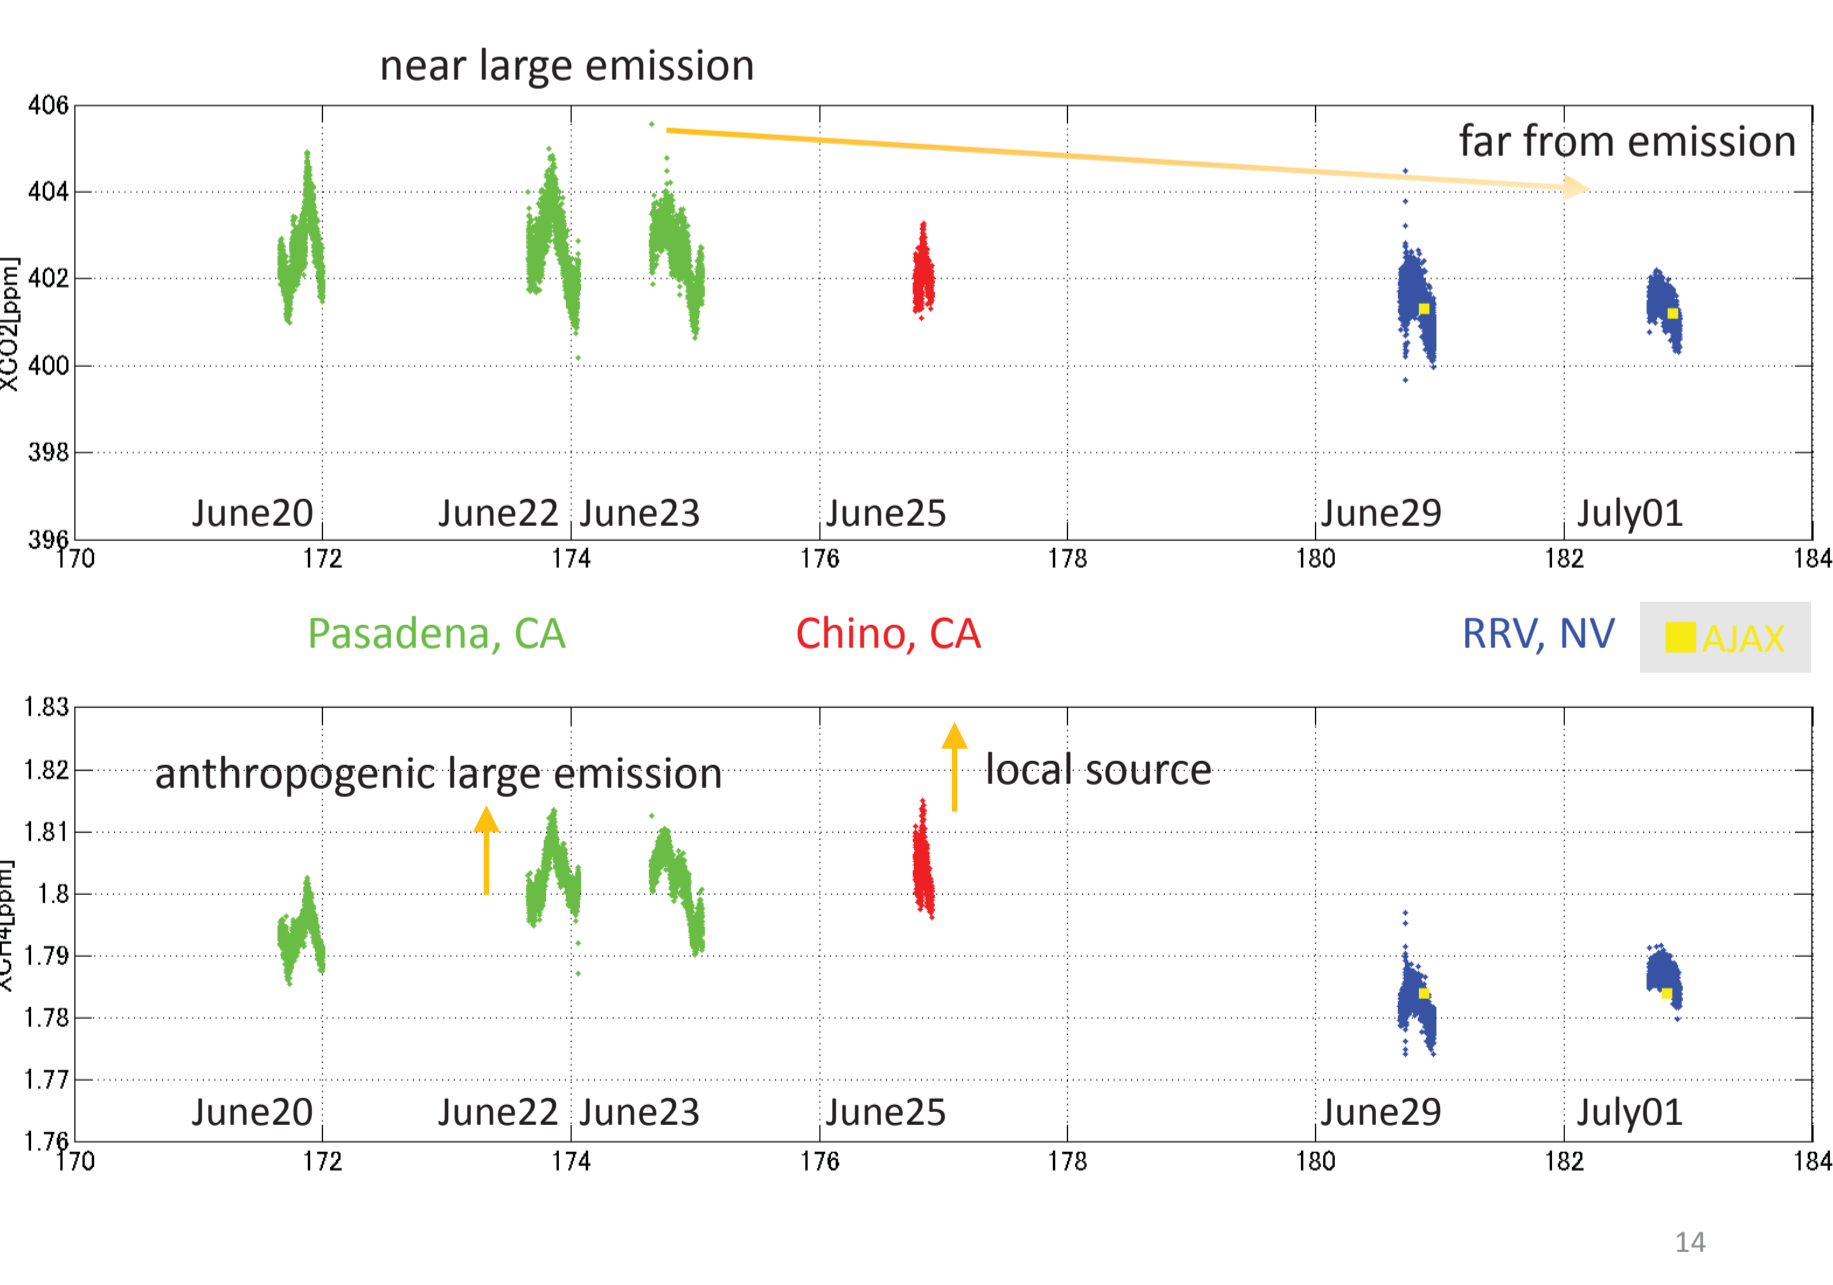 near large emission
406
far from emission
404
402
XCO2[ppm]
400
398
June20 June22 June23 June25 June29 July01
396
170 172 174 176 178 180 182 184
Pasadena, CA Chino, CA RRV, NV AJAX
1.83
anthropogenic large emission
1.82
local source
1.81
1.8
XCH4[ppm]
1.79
1.78
1.77
June20 June22 June23 June25 June29 July01
1.76
170 172 174 176 178 180 182 184
14